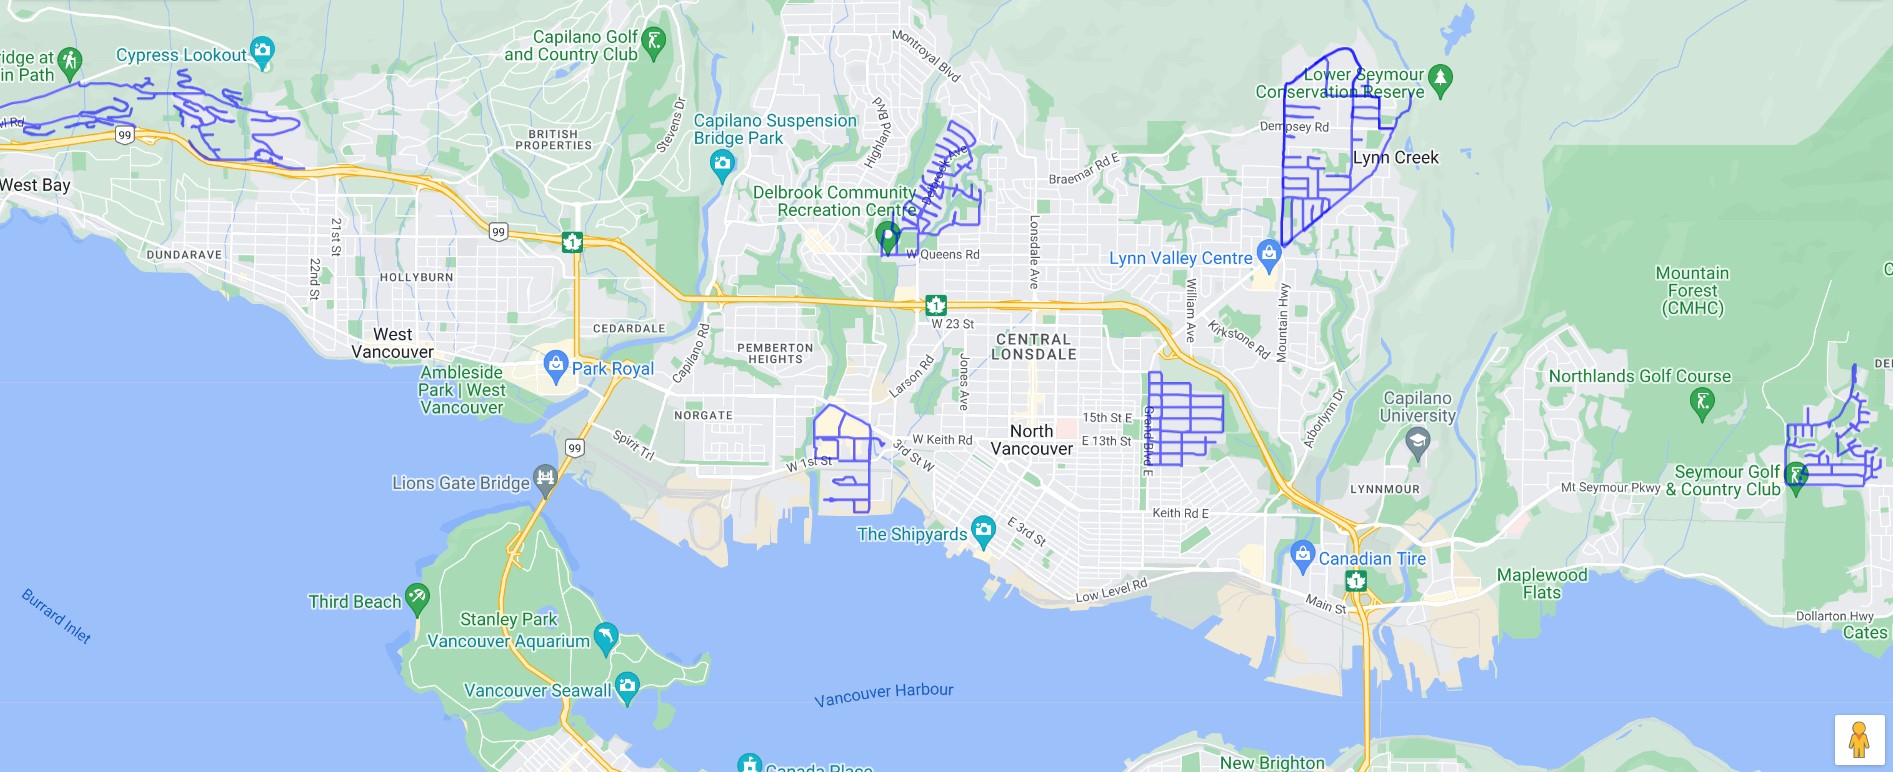 Montroyal Blvd
Capilano Golf
and Country Club
Cypress Lookout
ridge at
in Path
Lower Seymour
Conservation Reserve
Stevens Dr
Highland Blvd
Capilano Suspension
Bridge Park
99
BRITISH
PROPERTIES
Dempsey Rd
Lynn Creek
Braemar Rd E
Delbrook Ave
West Bay
Delbrook Community
Recreation Centre
21st St
99
1
Lonsdale Ave
DUNDARAVE
W Queens Rd
Lynn Valley Centre
22nd St
HOLLYBURN
Mountain
Forest
(CMHC)
C
1
William Ave
Mountain Hwy
CEDARDALE
W 23 St
Kirkstone Rd
West
Vancouver
Capilano Rd
PEMBERTON
HEIGHTS
CENTRAL
LONSDALE
Park Royal
Ambleside
Park | West
Vancouver
Larson Rd
Jones Ave
Northlands Golf Course
DE
Capilano
University
NORGATE
15th St E
Grand Blvd E
Arborlynn Dr
North
Vancouver
W Keith Rd
E 13th St
99
Spirit Trl
3rd St W
W 1st St
Lions Gate Bridge
Seymour Golf
& Country Club
LYNNMOUR
Mt Seymour Pkwy
Keith Rd E
The Shipyards
E 3rd St
Canadian Tire
1
Maplewood
Flats
Low Level Rd
Main St
Third Beach
Burrard Inlet
Stanley Park
Vancouver Aquarium
Dollarton Hwy
Cates
Vancouver Seawall
Vancouver Harbour
Canada Place
New Brighton